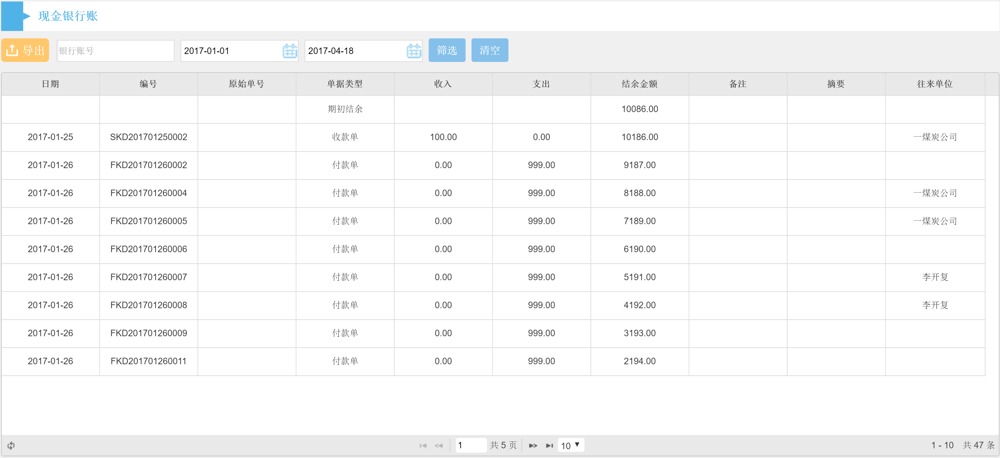 现金银行账
导出 银行账号 2017-01-01 2017-04-18 筛选 清空
日期 编号 原始单号 单据类型 收入 支出 结余金额 备注 摘要 往来单位
期初结余 10086.00
2017-01-25 SKD201701250002 收款单 100.00 0.00 10186.00 一煤炭公司
2017-01-26 FKD201701260002 付款单 0.00 999.00 9187.00
2017-01-26 FKD201701260004 付款单 0.00 999.00 8188.00 一煤炭公司
2017-01-26 FKD201701260005 付款单 0.00 999.00 7189.00 一煤炭公司
2017-01-26 FKD201701260006 付款单 0.00 999.00 6190.00
2017-01-26 FKD201701260007 付款单 0.00 999.00 5191.00 李开复
2017-01-26 FKD201701260008 付款单 0.00 999.00 4192.00 李开复
2017-01-26 FKD201701260009 付款单 0.00 999.00 3193.00
2017-01-26 FKD201701260011 付款单 0.00 999.00 2194.00
1 共 5 页 10 1 - 10 共 47 条